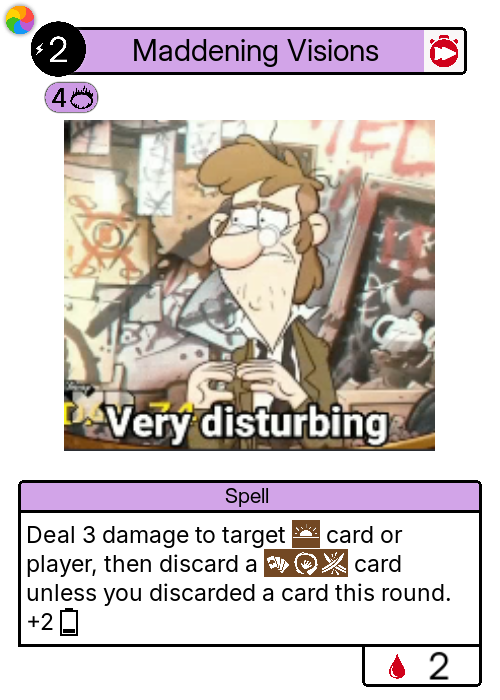 2 Maddening Visions
4
Very disturbing
Spell
Deal 3 damage to target card or
player, then discard a card
unless you discarded a card this round.
+2
2